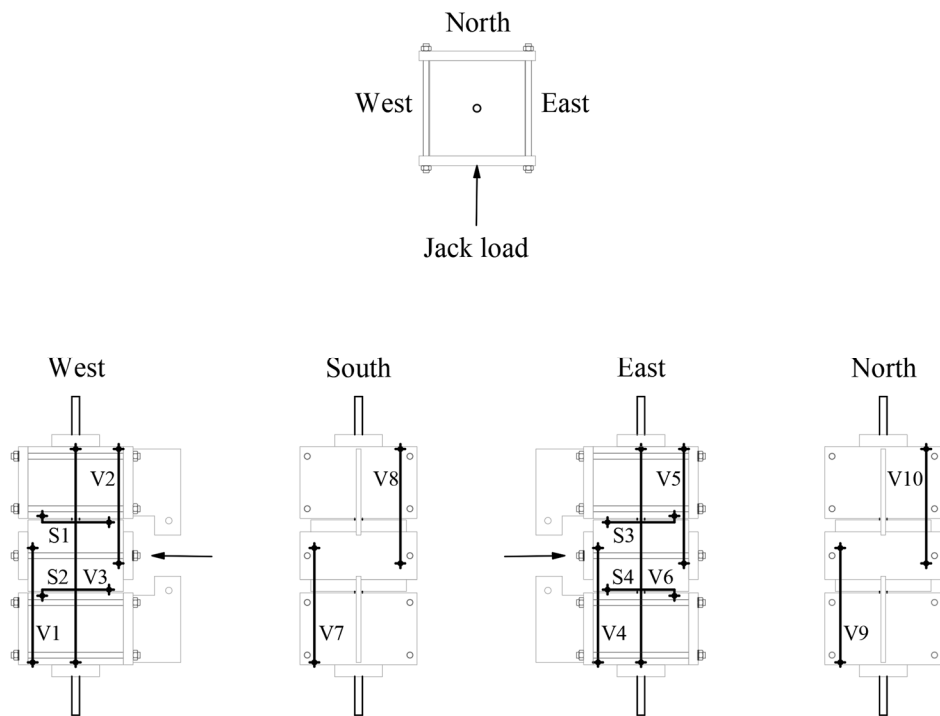 North
West East
Jack load
West South East North
V2 V8 V5 V10
S1 S3
S2 V3 S4 V6
V1 V7 V4 V9